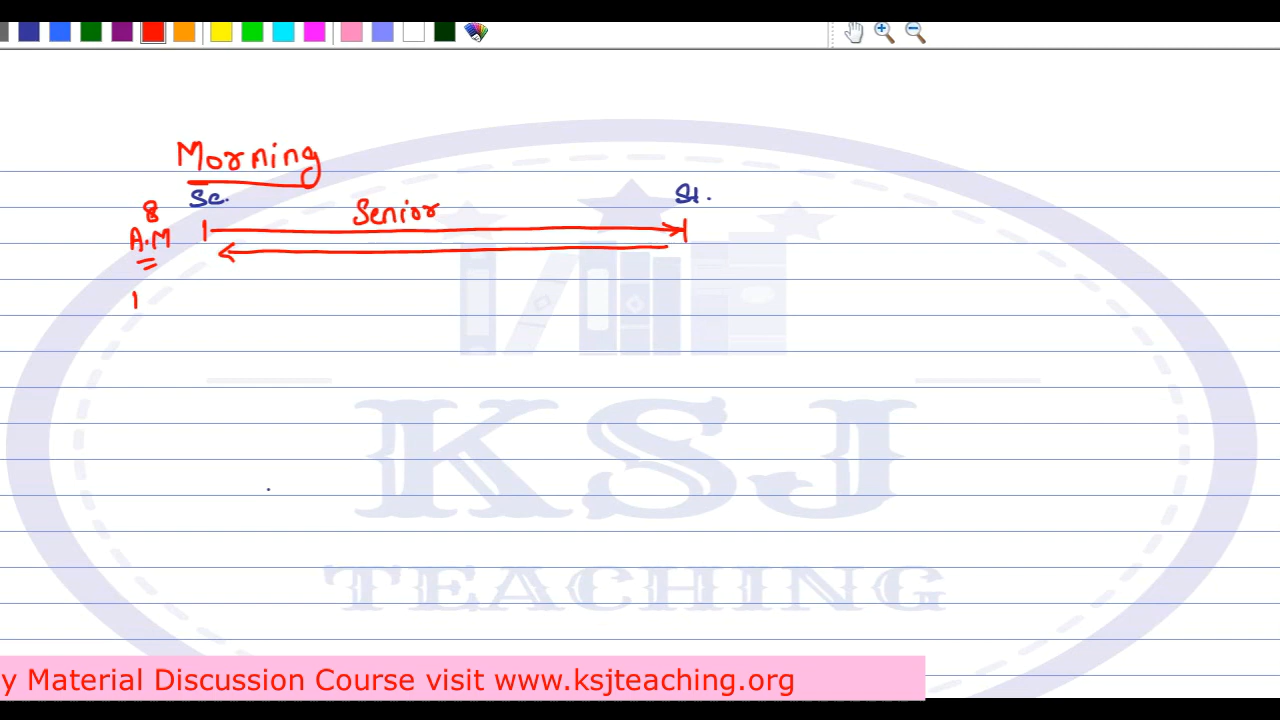 Morning
Sc. St.
8 Senior
A.M
1
KSJ
TEACHING
y Material Discussion Course visit www.ksjteaching.org